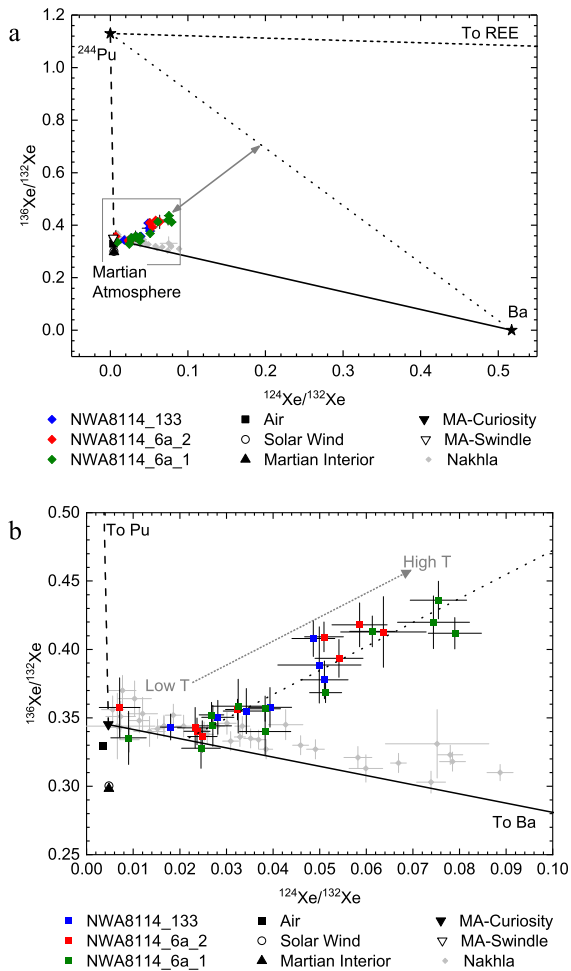 a
1.2
1.0
0.8
0.6
0.4
0.2
0.0
¹³⁶Xe/¹³²Xe
²⁴⁴Pu
To REE
Martian
Atmosphere
Ba
0.0 0.1 0.2 0.3 0.4 0.5
¹²⁴Xe/¹³²Xe
NWA8114_133 Air MA-Curiosity
NWA8114_6a_2 Solar Wind MA-Swindle
NWA8114_6a_1 Martian Interior Nakhla
b
0.50
0.45
0.40
0.35
0.30
0.25
¹³⁶Xe/¹³²Xe
To Pu
High T
Low T
To Ba
0.00 0.01 0.02 0.03 0.04 0.05 0.06 0.07 0.08 0.09 0.10
¹²⁴Xe/¹³²Xe
NWA8114_133 Air MA-Curiosity
NWA8114_6a_2 Solar Wind MA-Swindle
NWA8114_6a_1 Martian Interior Nakhla